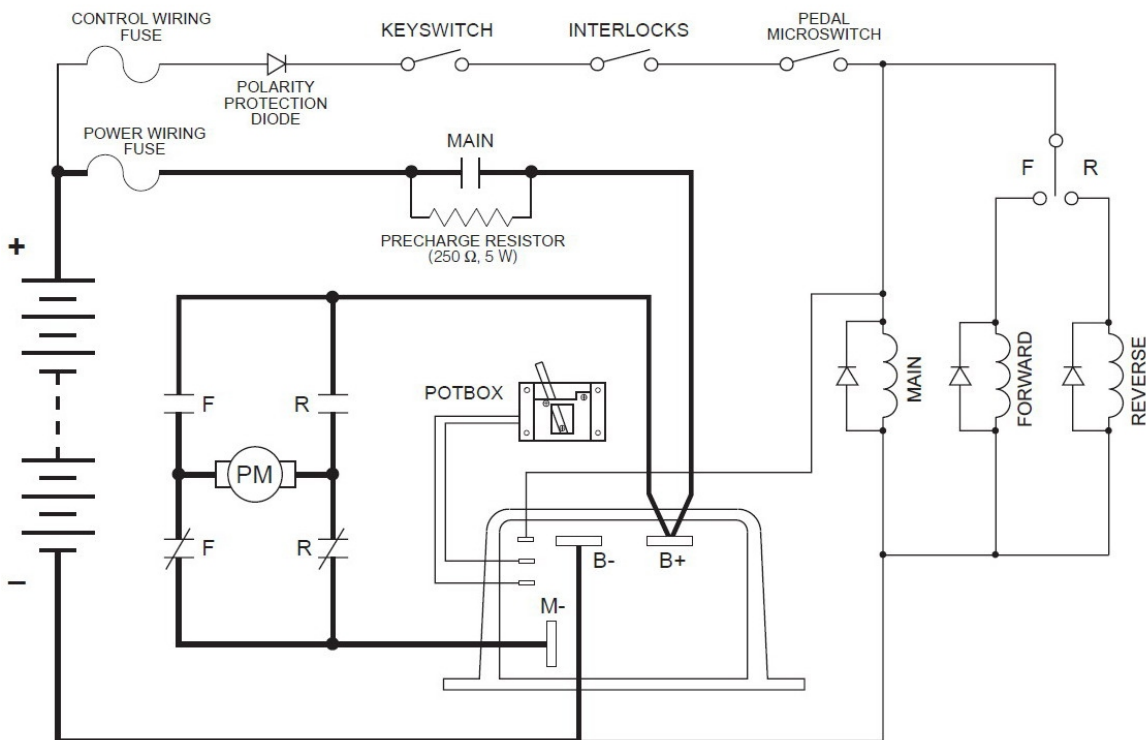 CONTROL WIRING
FUSE
KEYSWITCH
INTERLOCKS
PEDAL
MICROSWITCH
POLARITY
PROTECTION
DIODE
POWER WIRING
FUSE
MAIN
F
R
PRECHARGE RESISTOR
(250 Ω, 5 W)
+
POTBOX
F
R
MAIN
FORWARD
REVERSE
PM
F
R
B-
B+
M-
–